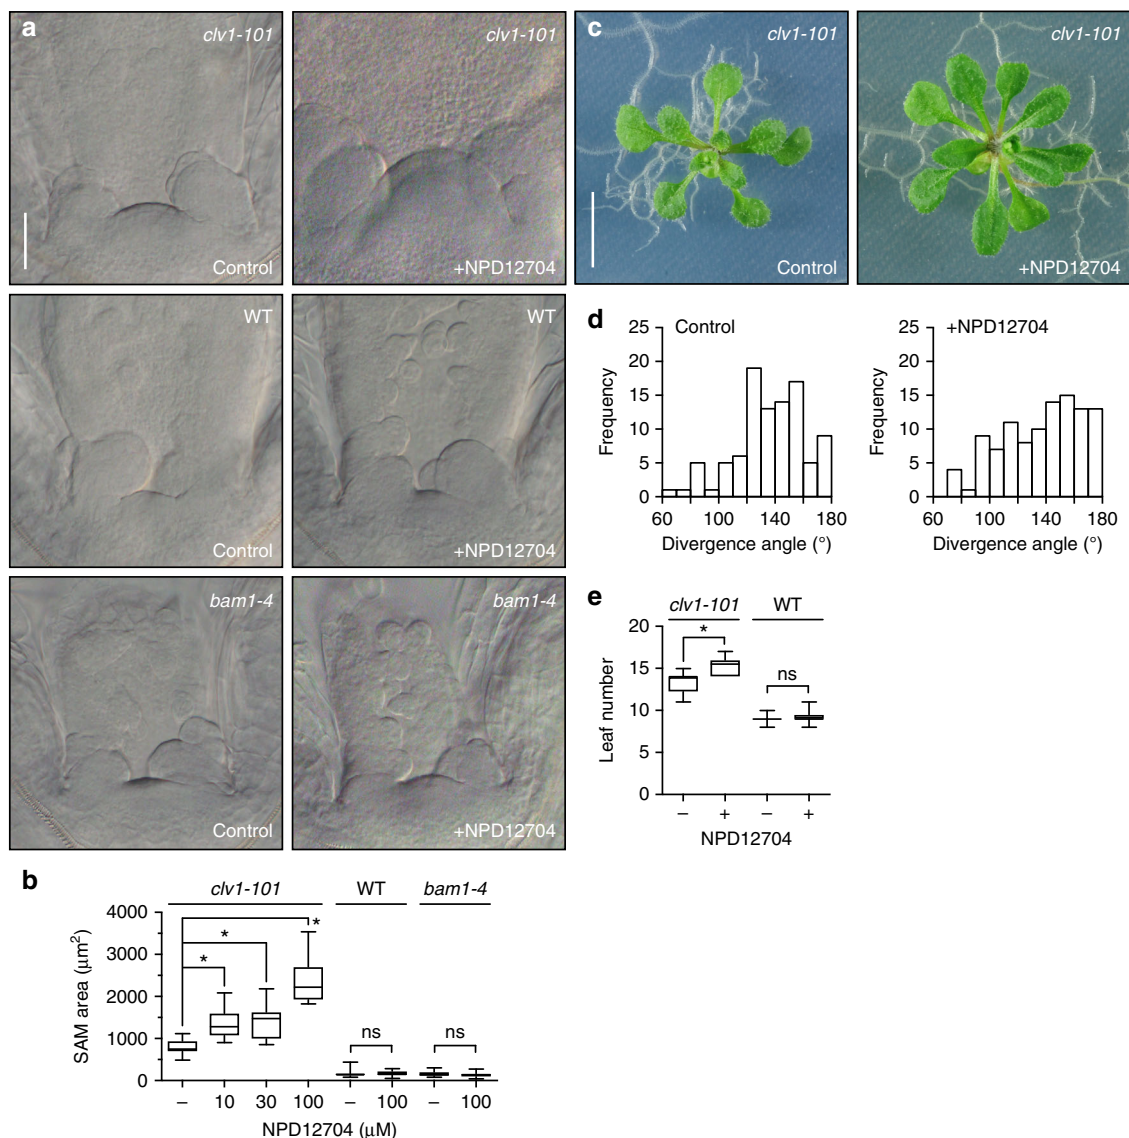 a
clv1-101
Control
clv1-101
+NPD12704
WT
Control
WT
+NPD12704
bam1-4
Control
bam1-4
+NPD12704
b
clv1-101 WT bam1-4
SAM area (μm²)
4000
3000
2000
1000
0
* * *
ns ns
– 10 30 100 – 100 – 100
NPD12704 (μM)
c
clv1-101
Control
clv1-101
+NPD12704
d
Control
Frequency
25
20
15
10
5
0
60 100 140 180
Divergence angle (°)
+NPD12704
Frequency
25
20
15
10
5
0
60 100 140 180
Divergence angle (°)
e
clv1-101 WT
Leaf number
20
15
10
5
0
* ns
– + – +
NPD12704